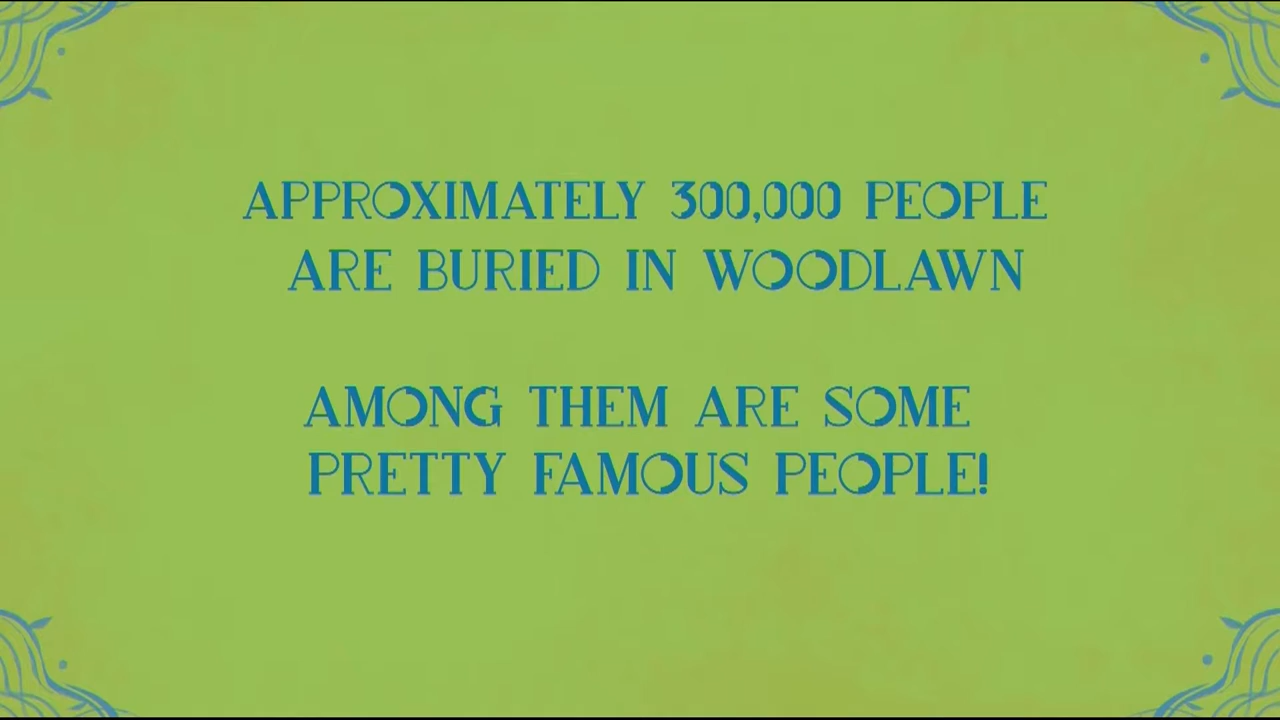 APPROXIMATELY 300,000 PEOPLE
ARE BURIED IN WOODLAWN
AMONG THEM ARE SOME
PRETTY FAMOUS PEOPLE!